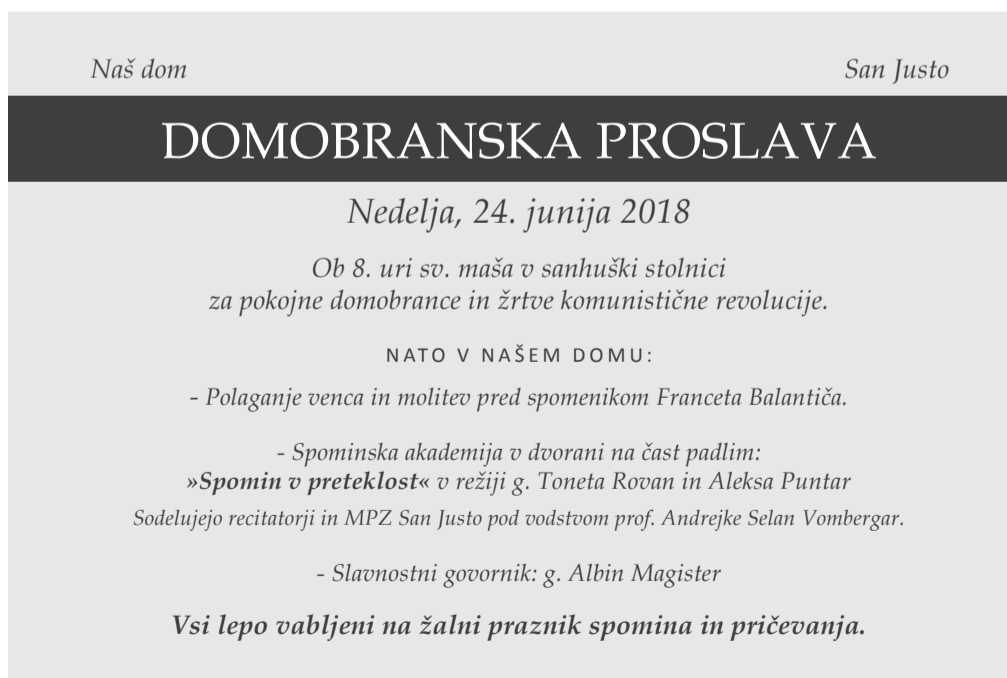 Naš dom
San Justo
DOMOBRANSKA PROSLAVA
Nedelja, 24. junija 2018
Ob 8. uri sv. maša v sanhuški stolnici
za pokojne domobrance in žrtve komunistične revolucije.
NATO V NAŠEM DOMU:
- Polaganje venca in molitev pred spomenikom Franceta Balantiča.
- Spominska akademija v dvorani na čast padlim:
»Spomin v preteklost« v režiji g. Toneta Rovan in Aleksa Puntar
Sodelujejo recitatorji in MPZ San Justo pod vodstvom prof. Andrejke Selan Vombergar.
- Slavnostni govornik: g. Albin Magister
Vsi lepo vabljeni na žalni praznik spomina in pričevanja.